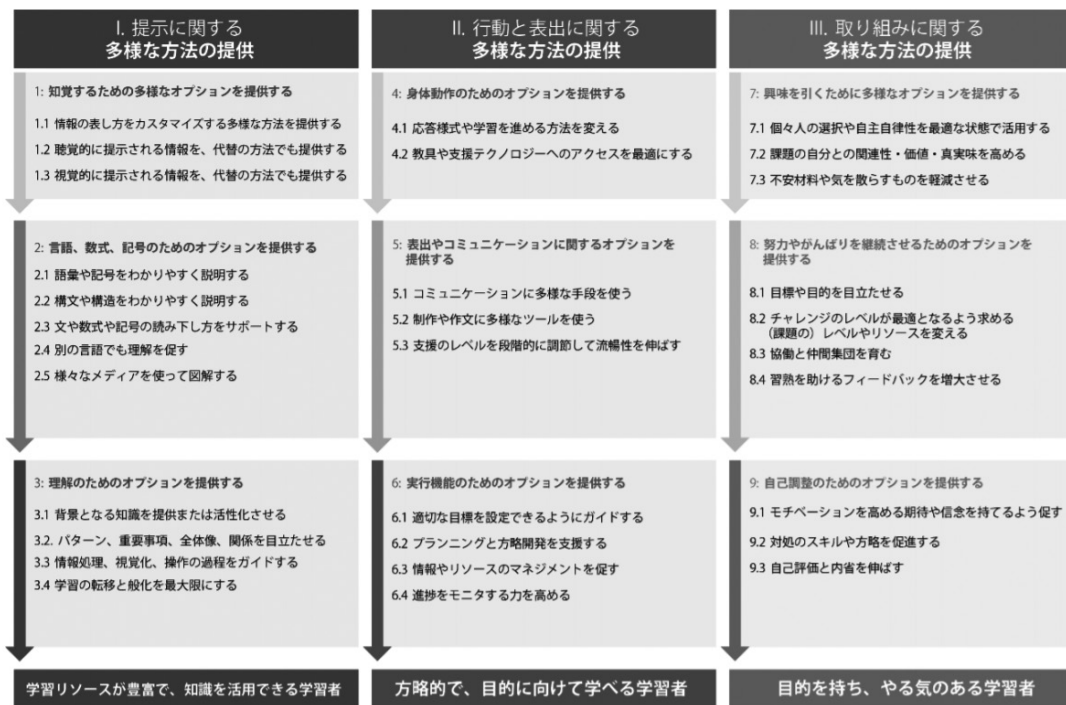 I. 提示に関する
多様な方法の提供
1: 知覚するための多様なオプションを提供する
1.1 情報の表し方をカスタマイズする多様な方法を提供する
1.2 聴覚的に提示される情報を、代替の方法でも提供する
1.3 視覚的に提示される情報を、代替の方法でも提供する
2: 言語、数式、記号のためのオプションを提供する
2.1 語彙や記号をわかりやすく説明する
2.2 構文や構造をわかりやすく説明する
2.3 文や数式や記号の読み下し方をサポートする
2.4 別の言語でも理解を促す
2.5 様々なメディアを使って図解する
3: 理解のためのオプションを提供する
3.1 背景となる知識を提供または活性化させる
3.2. パターン、重要事項、全体像、関係を目立たせる
3.3 情報処理、視覚化、操作の過程をガイドする
3.4 学習の転移と般化を最大限にする
学習リソースが豊富で、知識を活用できる学習者
II. 行動と表出に関する
多様な方法の提供
4: 身体動作のためのオプションを提供する
4.1 応答様式や学習を進める方法を変える
4.2 教具や支援テクノロジーへのアクセスを最適にする
5: 表出やコミュニケーションに関するオプションを
提供する
5.1 コミュニケーションに多様な手段を使う
5.2 制作や作文に多様なツールを使う
5.3 支援のレベルを段階的に調節して流暢性を伸ばす
6: 実行機能のためのオプションを提供する
6.1 適切な目標を設定できるようにガイドする
6.2 プランニングと方略開発を支援する
6.3 情報やリソースのマネジメントを促す
6.4 進捗をモニタする力を高める
方略的で、目的に向けて学べる学習者
III. 取り組みに関する
多様な方法の提供
7: 興味を引くために多様なオプションを提供する
7.1 個々人の選択や自主自律性を最適な状態で活用する
7.2 課題の自分との関連性・価値・真実味を高める
7.3 不安材料や気を散らすものを軽減させる
8: 努力やがんばりを継続させるためのオプションを
提供する
8.1 目標や目的を目立たせる
8.2 チャレンジのレベルが最適となるよう求める
（課題の）レベルやリソースを変える
8.3 協働と仲間集団を育む
8.4 習熟を助けるフィードバックを増大させる
9: 自己調整のためのオプションを提供する
9.1 モチベーションを高める期待や信念を持てるよう促す
9.2 対処のスキルや方略を促進する
9.3 自己評価と内省を伸ばす
目的を持ち、やる気のある学習者